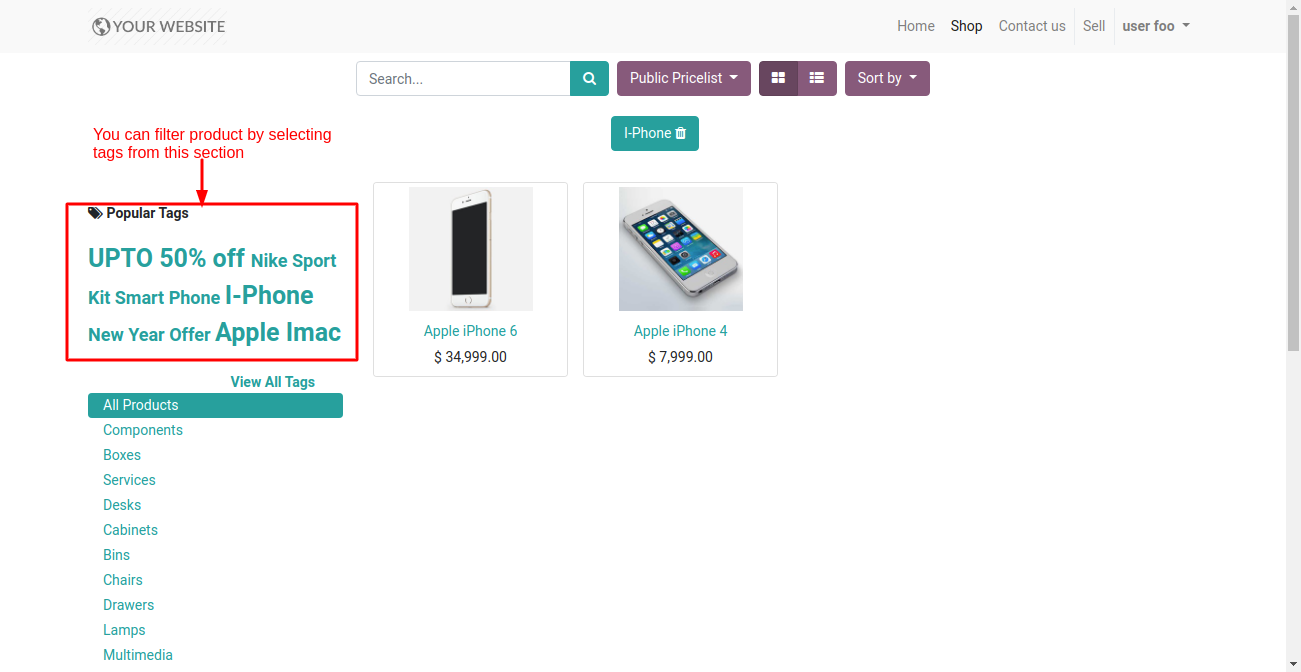 YOUR WEBSITE
Home Shop Contact us Sell user foo
Search... Public Pricelist Sort by
I-Phone
You can filter product by selecting
tags from this section
Popular Tags
UPTO 50% off Nike Sport
Kit Smart Phone I-Phone
New Year Offer Apple Imac
View All Tags
Apple iPhone 6
$ 34,999.00
Apple iPhone 4
$ 7,999.00
All Products
Components
Boxes
Services
Desks
Cabinets
Bins
Chairs
Drawers
Lamps
Multimedia